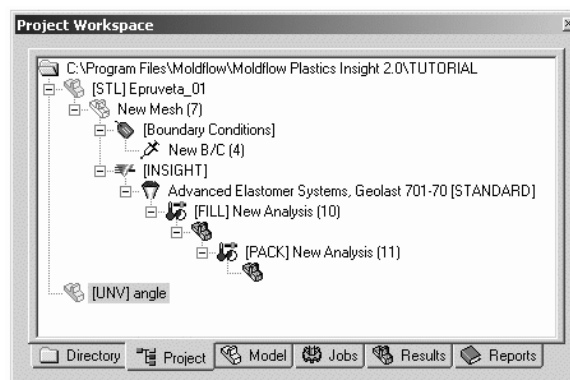 Project Workspace
C:\Program Files\Moldflow\Moldflow Plastics Insight 2.0\TUTORIAL
[STL] Epruveta_01
New Mesh (7)
[Boundary Conditions]
New B/C (4)
[INSIGHT]
Advanced Elastomer Systems, Geolast 701-70 [STANDARD]
[FILL] New Analysis (10)
[PACK] New Analysis (11)
[UNV] angle
Directory Project Model Jobs Results Reports